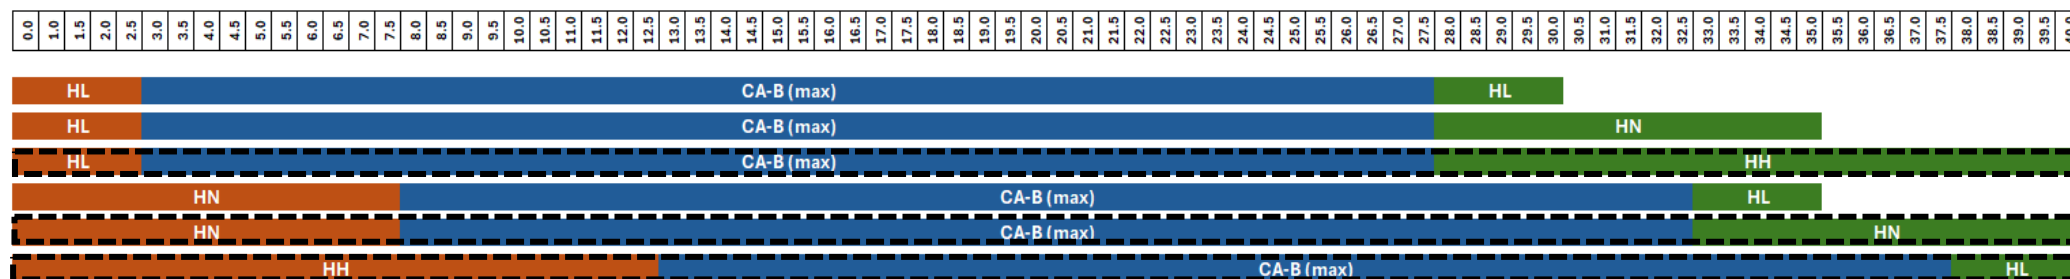 0.0 1.0 1.5 2.0 2.5 3.0 3.5 4.0 4.5 5.0 5.5 6.0 6.5 7.0 7.5 8.0 8.5 9.0 9.5 10.0 10.5 11.0 11.5 12.0 12.5 13.0 13.5 14.0 14.5 15.0 15.5 16.0 16.5 17.0 17.5 18.0 18.5 19.0 19.5 20.0 20.5 21.0 21.5 22.0 22.5 23.0 23.5 24.0 24.5 25.0 25.5 26.0 26.5 27.0 27.5 28.0 28.5 29.0 29.5 30.0 30.5 31.0 31.5 32.0 32.5 33.0 33.5 34.0 34.5 35.0 35.5 36.0 36.5 37.0 37.5 38.0 38.5 39.0 39.5
HL CA-B (max) HL
HL CA-B (max) HN
HL CA-B (max) HH
HN CA-B (max) HL
HN CA-B (max) HN
HH CA-B (max) HL